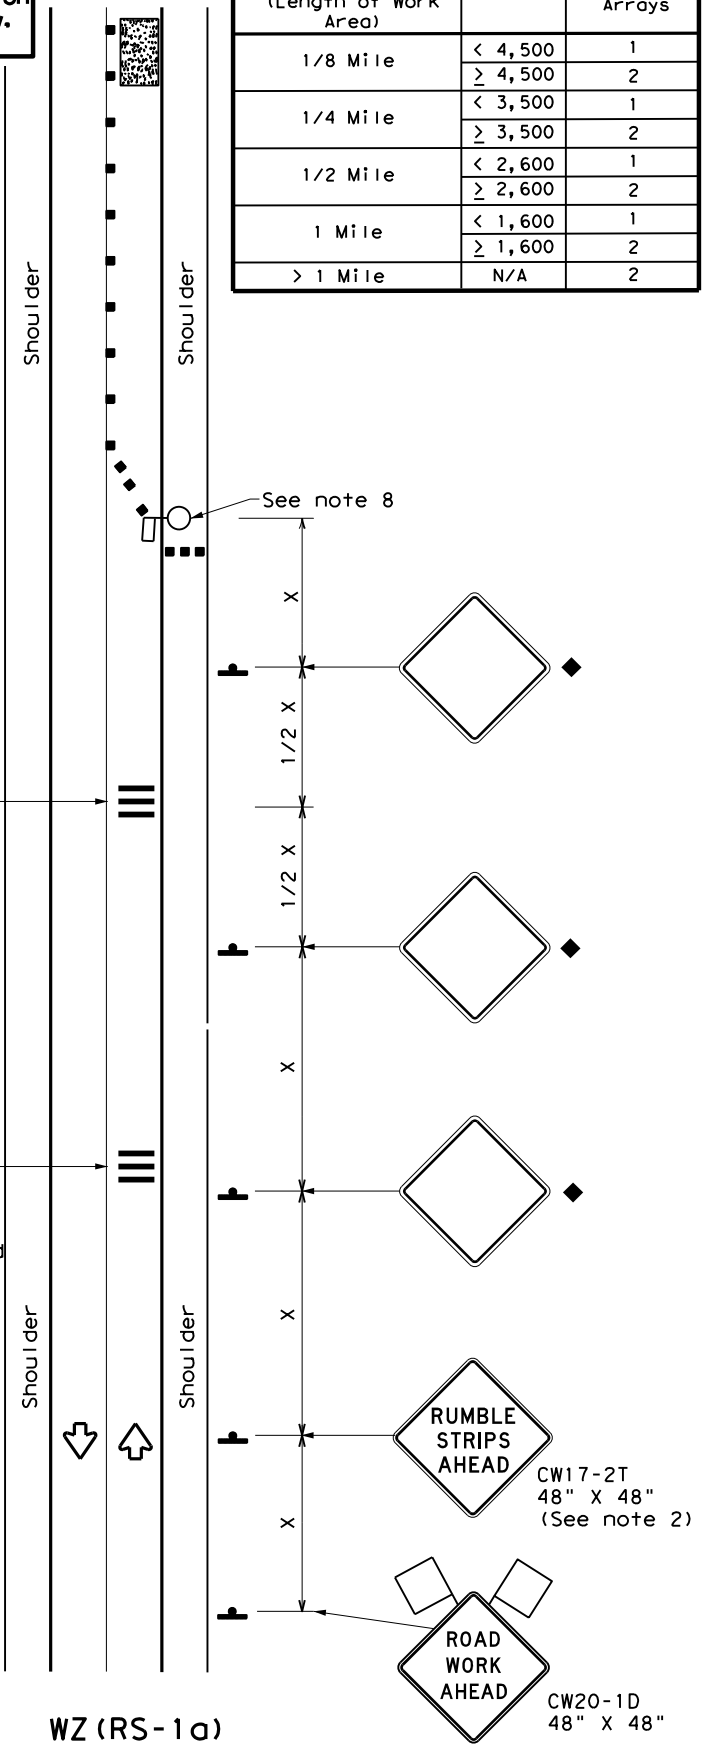 (Length of Work
Area)
Arrays
1/8 Mile
< 4,500
1
≥ 4,500
2
1/4 Mile
< 3,500
1
≥ 3,500
2
1/2 Mile
< 2,600
1
≥ 2,600
2
1 Mile
< 1,600
1
≥ 1,600
2
> 1 Mile
N/A
2
Shoulder
Shoulder
See note 8
X
1/2 X
1/2 X
X
X
Shoulder
Shoulder
RUMBLE
STRIPS
AHEAD
CW17-2T
48" X 48"
(See note 2)
X
ROAD
WORK
AHEAD
CW20-1D
48" X 48"
WZ(RS-1a)